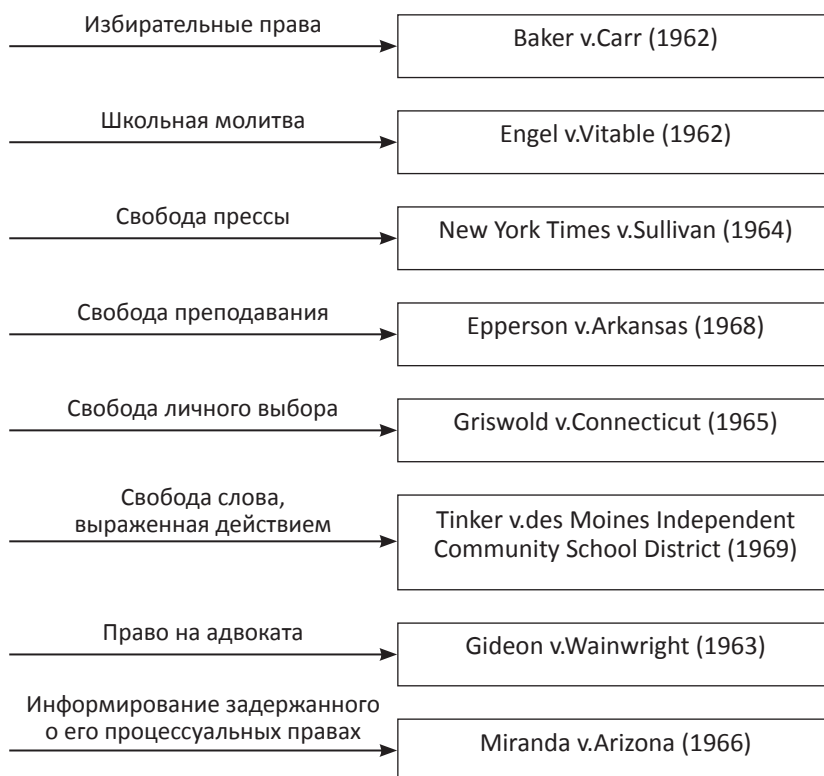 Избирательные права
Baker v.Carr (1962)
Школьная молитва
Engel v.Vitable (1962)
Свобода прессы
New York Times v.Sullivan (1964)
Свобода преподавания
Epperson v.Arkansas (1968)
Свобода личного выбора
Griswold v.Connecticut (1965)
Свобода слова,
выраженная действием
Tinker v.des Moines Independent
Community School District (1969)
Право на адвоката
Gideon v.Wainwright (1963)
Информирование задержанного
о его процессуальных правах
Miranda v.Arizona (1966)